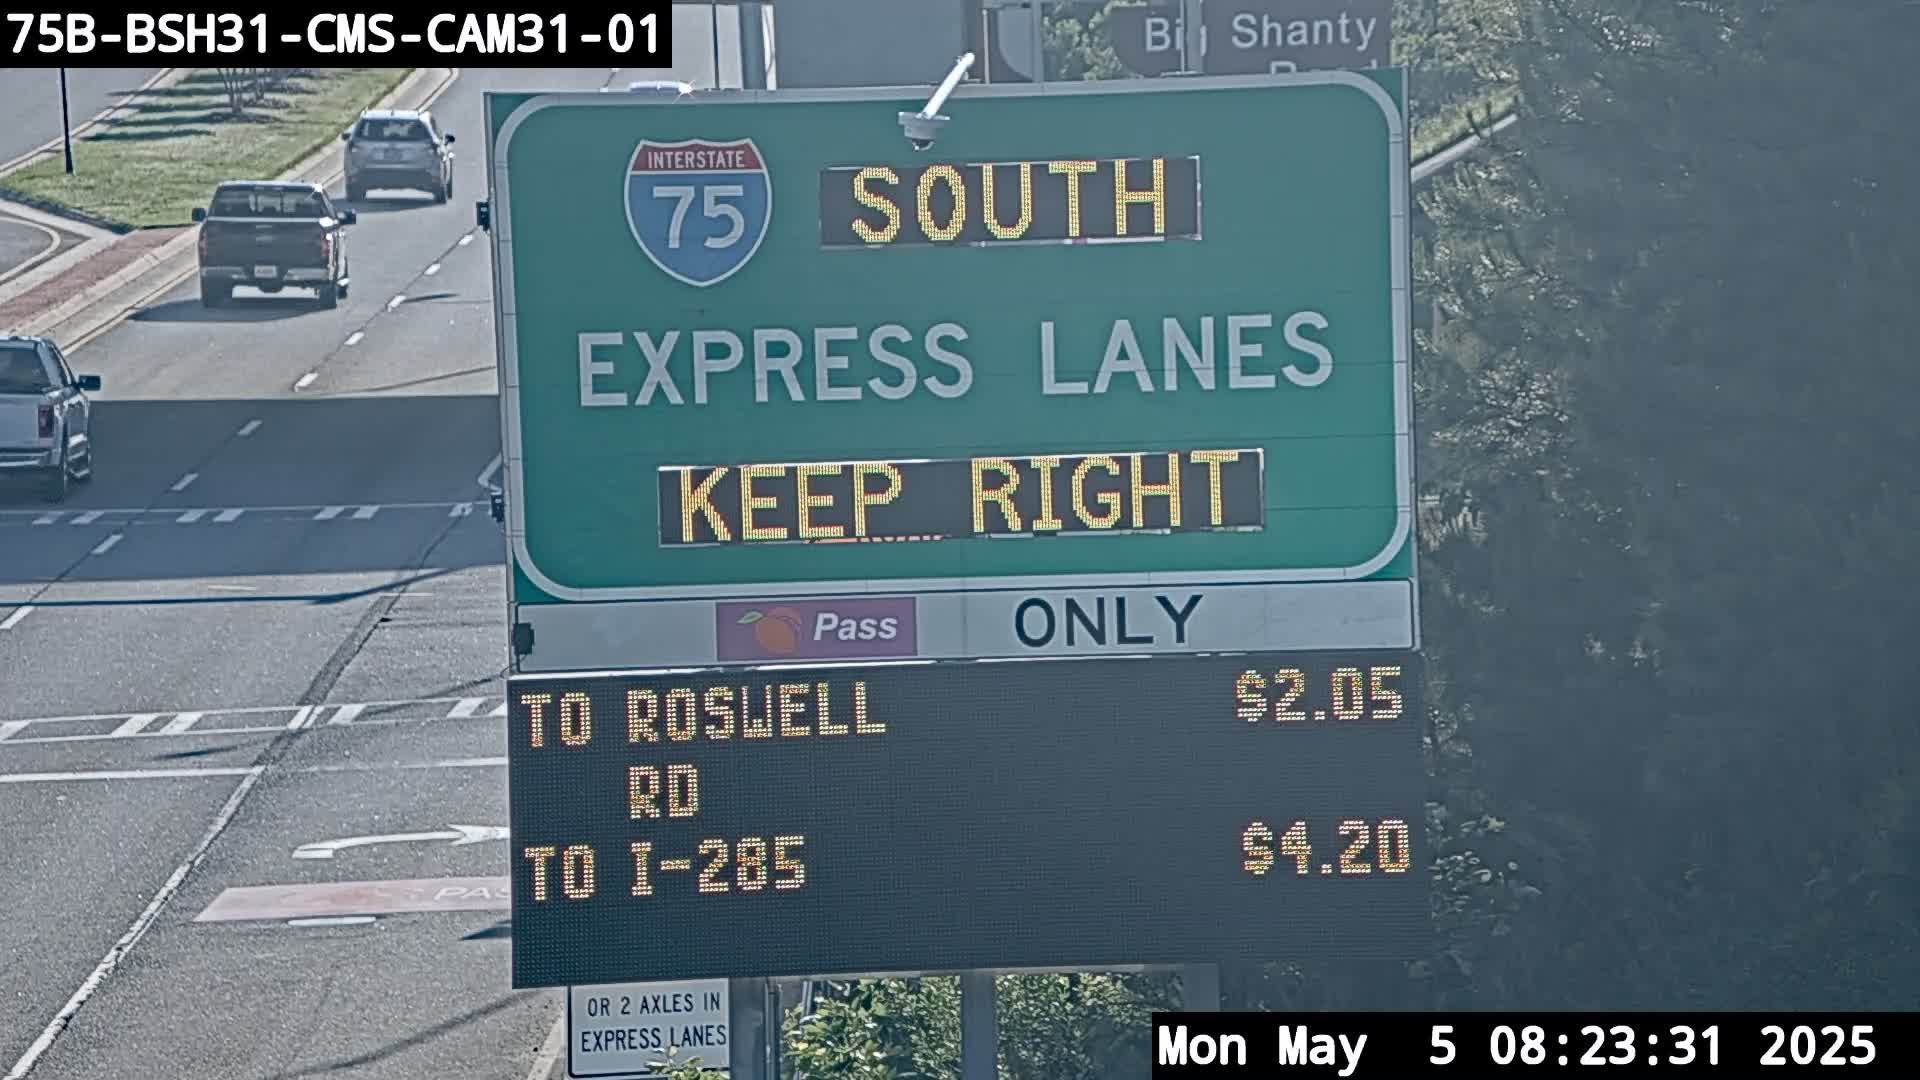 75B-BSH31-CMS-CAM31-01
Big Shanty
INTERSTATE
75
SOUTH
EXPRESS LANES
KEEP RIGHT
Pass ONLY
TO ROSWELL $2.05
RD
TO I-285 $4.20
OR 2 AXLES IN
EXPRESS LANES
Mon May 5 08:23:31 2025